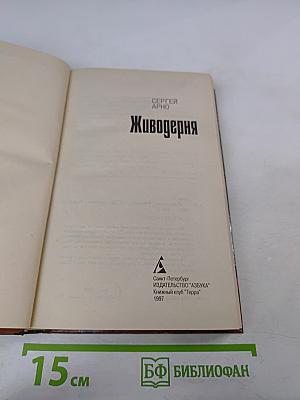 СЕРГЕЙ
АРНО
Живодерня
Санкт-Петербург
ИЗДАТЕЛЬСТВО "АЗБУКА"
Книжный клуб "Терра"
1997
15 см
БФ БИБЛИОФАН